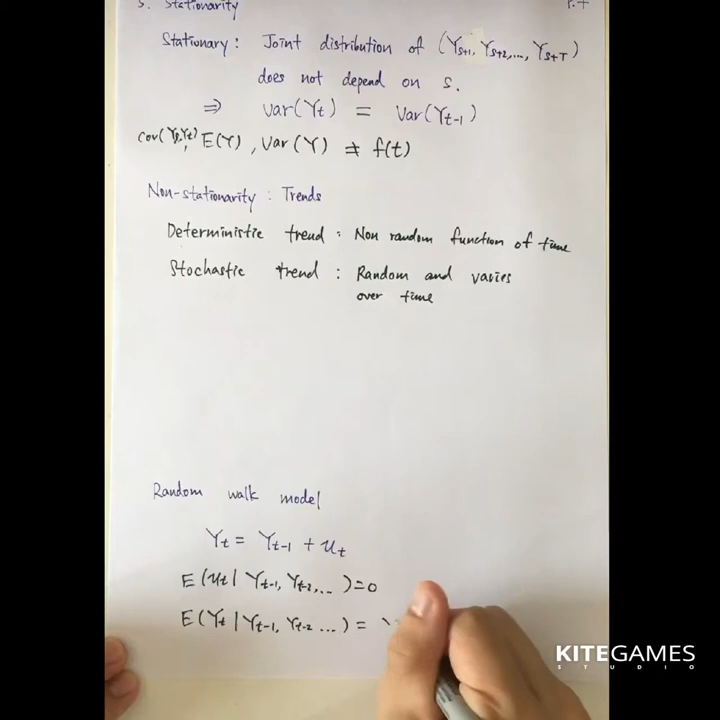 5. Stationarity
Stationary: Joint distribution of (Ys+1, Ys+2,..., Ys+T)
does not depend on s.
⇒ Var(Yt) = Var(Yt-1)
Cov(Ys,Yt), E(Y), Var(Y) ≠ f(t)
Non-stationarity: Trends
Deterministic trend: Non random function of time
Stochastic trend: Random and varies
over time
Random walk model
Yt = Yt-1 + ut
E(ut| Yt-1, Yt-2,...)=0
E(Yt|Yt-1, Yt-2 ...) =
KITEGAMES
STUDIO